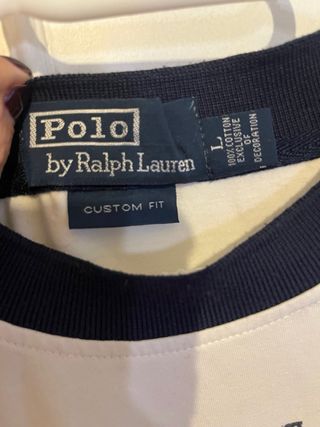 Polo
by Ralph Lauren
CUSTOM FIT
L
100% COTTON
EXCLUSIVE
OF
DECORATION